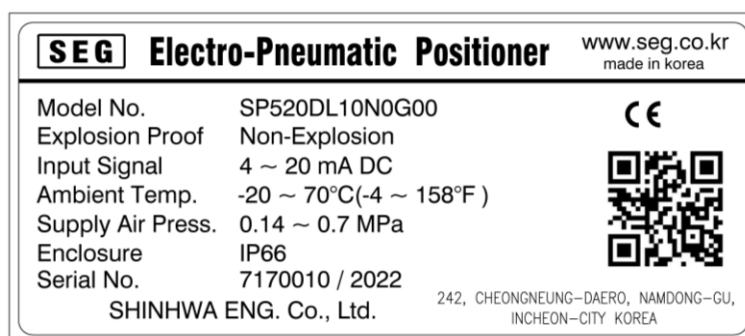 SEG Electro-Pneumatic Positioner www.seg.co.kr
made in korea
Model No. SP520DL10N0G00
Explosion Proof Non-Explosion
Input Signal 4 ~ 20 mA DC
Ambient Temp. -20 ~ 70°C(-4 ~ 158°F )
Supply Air Press. 0.14 ~ 0.7 MPa
Enclosure IP66
Serial No. 7170010 / 2022
SHINHWA ENG. Co., Ltd.
CE
242, CHEONGNEUNG-DAERO, NAMDONG-GU,
INCHEON-CITY KOREA